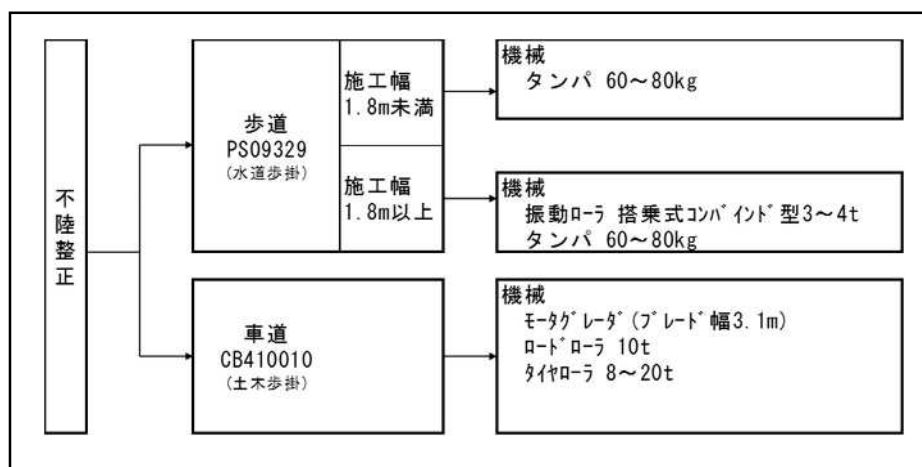 不陸整正
歩道
PS09329
(水道歩掛)
施工幅
1.8m未満
施工幅
1.8m以上
機械
タンパ 60～80kg
機械
振動ﾛｰﾗ 搭乗式ｺﾝﾊﾞｲﾝﾄﾞ型3～4t
タンパ 60～80kg
車道
CB410010
(土木歩掛)
機械
ﾓｰﾀｸﾞﾚｰﾀﾞ(ﾌﾞﾚｰﾄﾞ幅3.1m)
ﾛｰﾄﾞﾛｰﾗ 10t
ﾀｲﾔﾛｰﾗ 8～20t